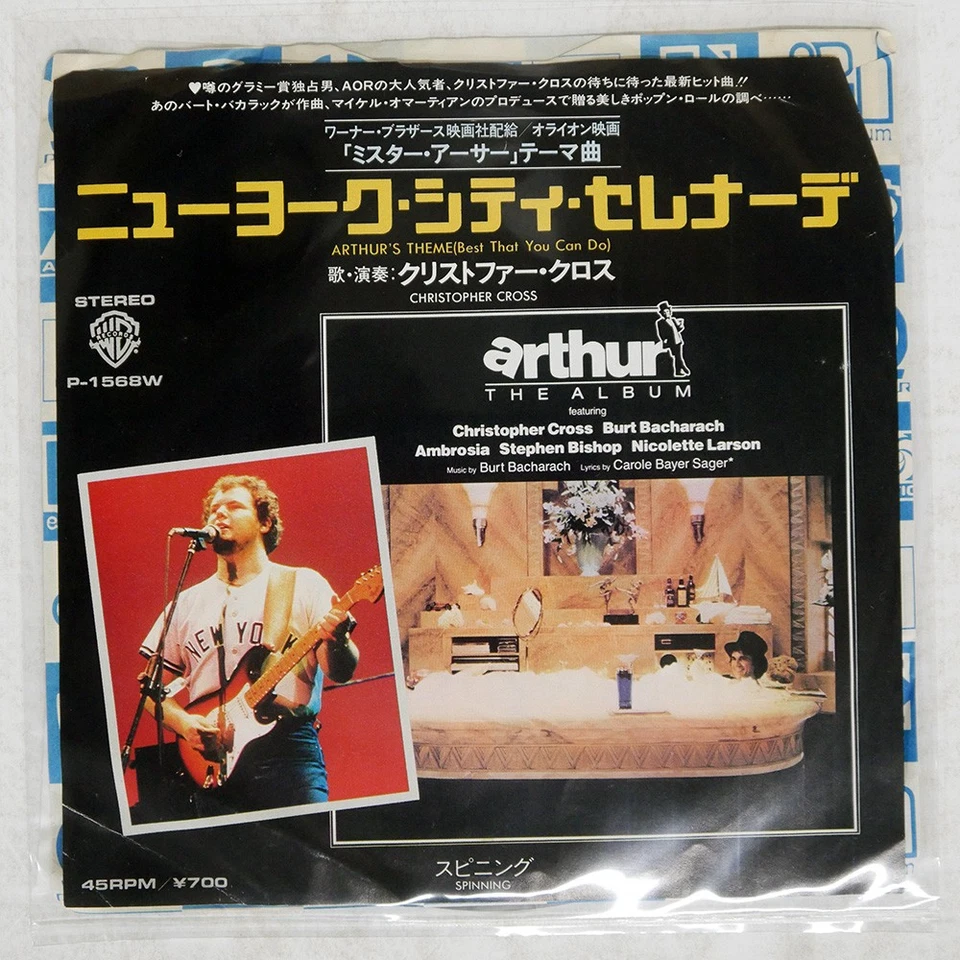 ♥噂のグラミー賞独占男、AORの大人気者、クリストファー・クロスの待ちに待った最新ヒット曲!!
あのバート・バカラックが作曲、マイケル・オマーティアンのプロデュースで贈る美しきポップン・ロールの調べ……
ワーナー・ブラザース映画社配給/オライオン映画
「ミスター・アーサー」テーマ曲
ニューヨーク・シティ・セレナーデ
ARTHUR'S THEME(Best That You Can Do)
歌・演奏:クリストファー・クロス
CHRISTOPHER CROSS
STEREO
RECORDS
P-1568W
arthur
THE ALBUM
featuring
Christopher Cross Burt Bacharach
Ambrosia Stephen Bishop Nicolette Larson
Music by Burt Bacharach Lyrics by Carole Bayer Sager*
NEW YO K
スピニング
SPINNING
45RPM/¥700